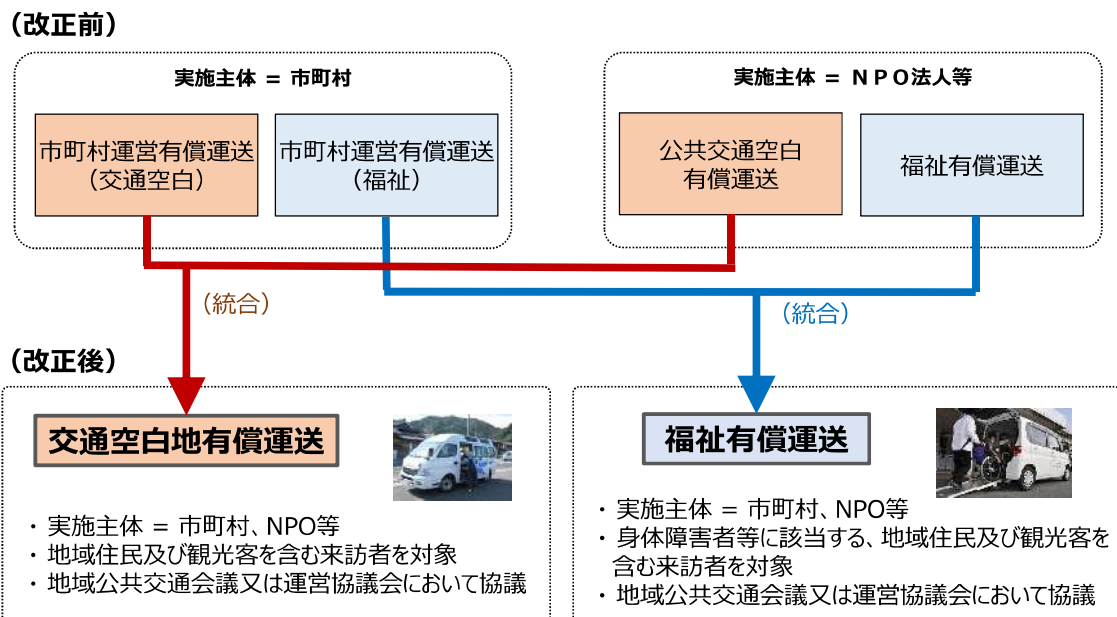 （改正前）
実施主体 ＝ 市町村
市町村運営有償運送
（交通空白）
市町村運営有償運送
（福祉）
実施主体 ＝ ＮＰＯ法人等
公共交通空白
有償運送
福祉有償運送
（統合）
（統合）
（改正後）
交通空白地有償運送
・ 実施主体 ＝ 市町村、NPO等
・ 地域住民及び観光客を含む来訪者を対象
・ 地域公共交通会議又は運営協議会において協議
福祉有償運送
・ 実施主体 ＝ 市町村、NPO等
・ 身体障害者等に該当する、地域住民及び観光客を
含む来訪者を対象
・ 地域公共交通会議又は運営協議会において協議